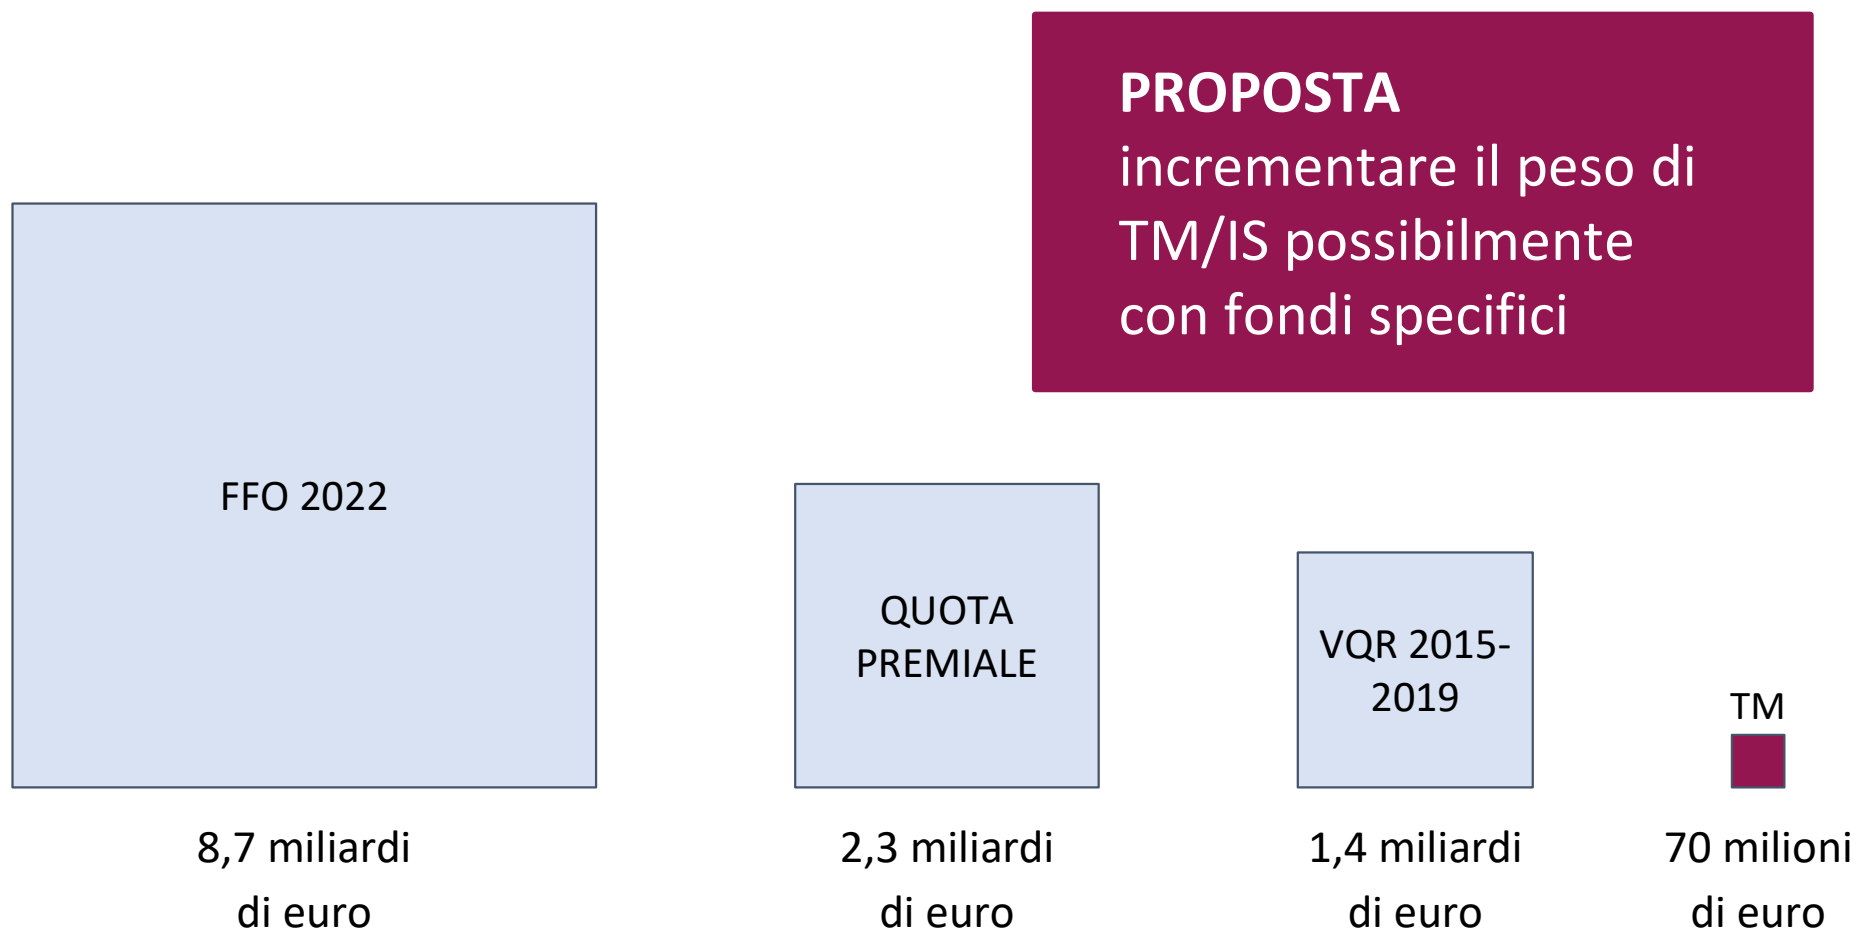 PROPOSTA
incrementare il peso di
TM/IS possibilmente
con fondi specifici
FFO 2022
QUOTA
PREMIALE
VQR 2015-
2019
TM
8,7 miliardi
di euro
2,3 miliardi
di euro
1,4 miliardi
di euro
70 milioni
di euro